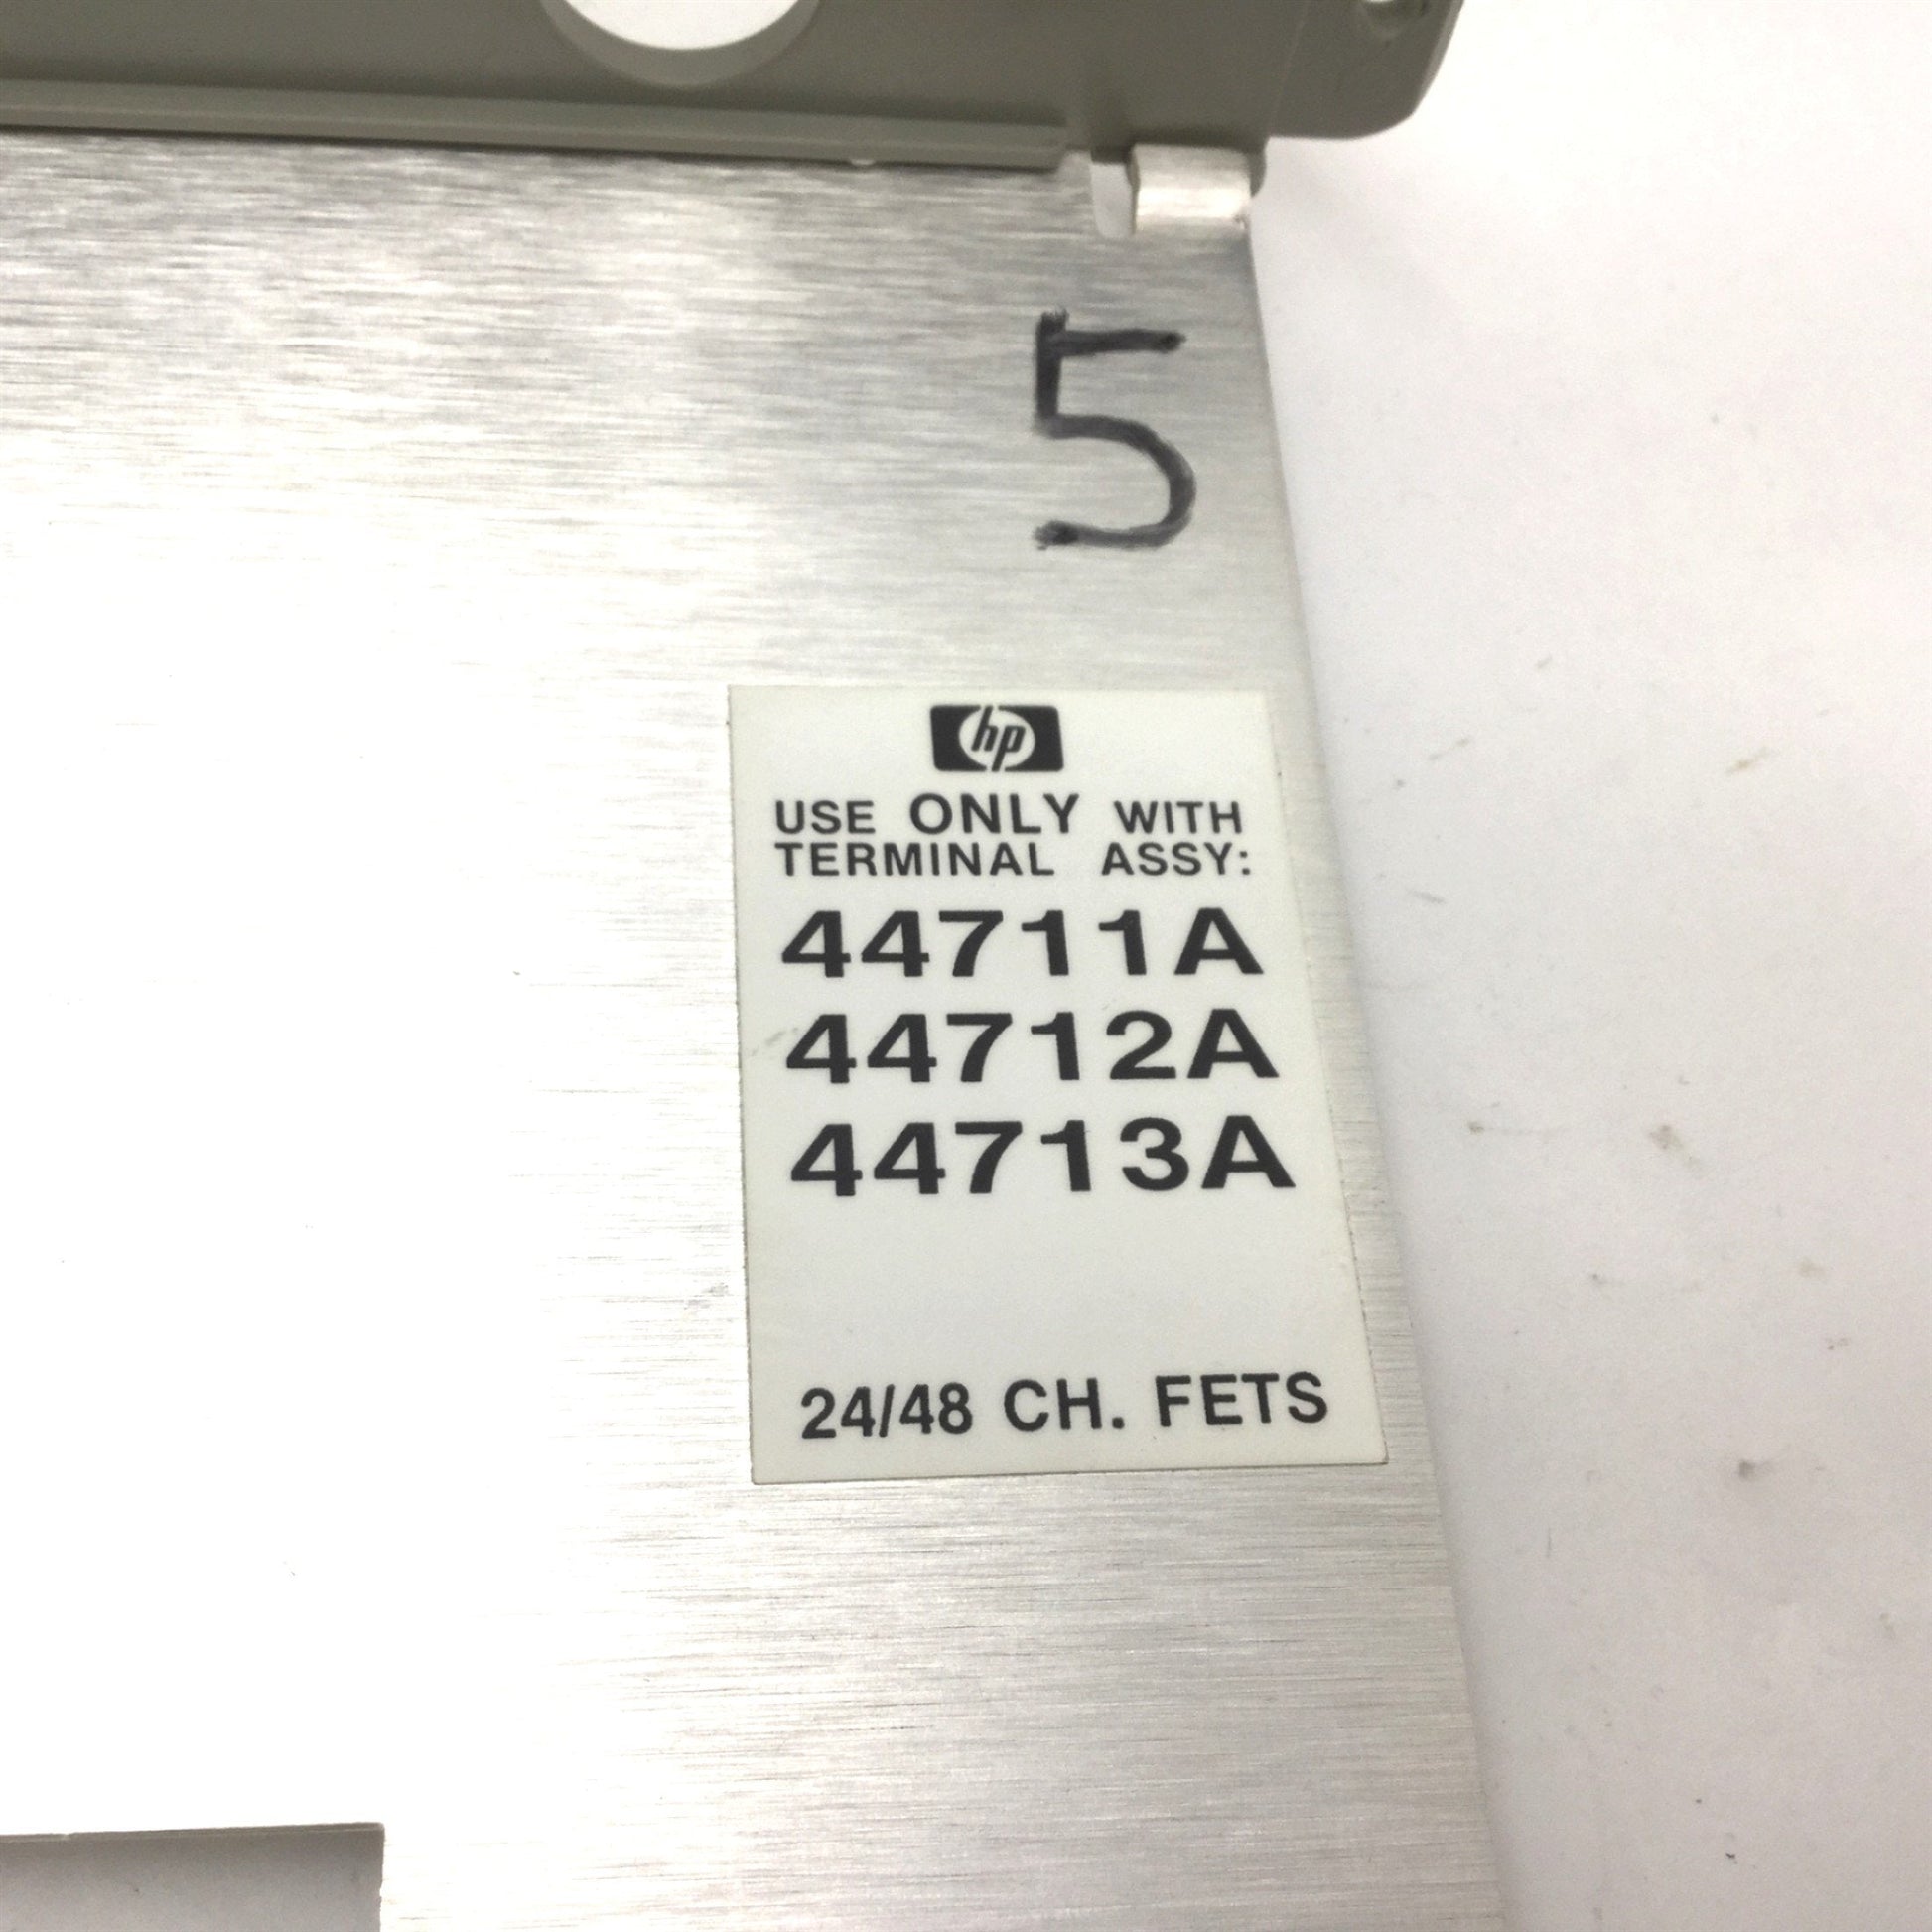 5
hp
USE ONLY WITH
TERMINAL ASSY:
44711A
44712A
44713A
24/48 CH. FETS